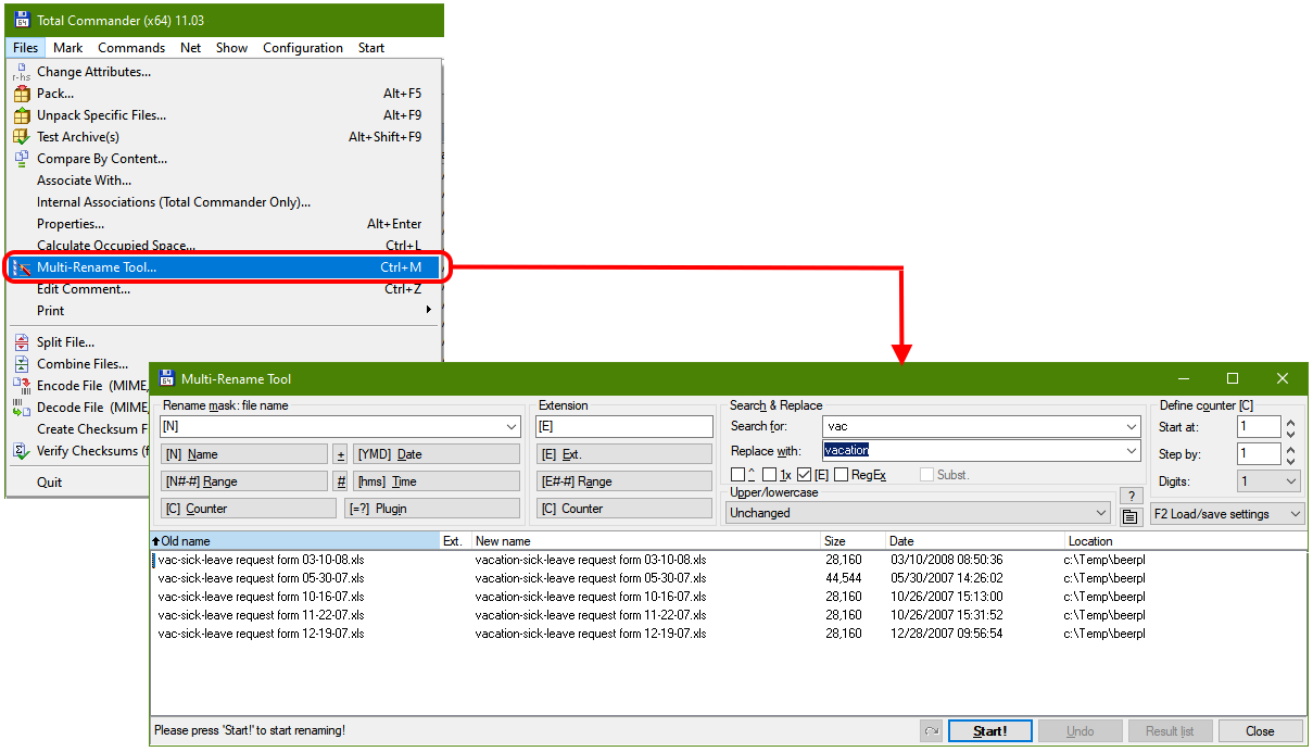 Total Commander (x64) 11.03
Files Mark Commands Net Show Configuration Start
r-hs Change Attributes...
Pack... Alt+F5
Unpack Specific Files... Alt+F9
Test Archive(s) Alt+Shift+F9
Compare By Content...
Associate With...
Internal Associations (Total Commander Only)...
Properties... Alt+Enter
Calculate Occupied Space... Ctrl+L
Multi-Rename Tool... Ctrl+M
Edit Comment... Ctrl+Z
Print
Split File...
Combine Files...
Encode File (MIME,
Decode File (MIME,
Create Checksum F
Verify Checksums (f
Quit
Multi-Rename Tool
Rename mask: file name Extension Search & Replace Define counter [C]
[N] [E] Search for: vac Start at: 1
[N] Name + [YMD] Date [E] Ext. Replace with: vacation Step by: 1
[N#-#] Range # [hms] Time [E#-#] Range ^ 1x [E] RegEx Subst. Digits: 1
[C] Counter [=?] Plugin [C] Counter Upper/lowercase ?
Unchanged F2 Load/save settings
Old name Ext. New name Size Date Location
vac-sick-leave request form 03-10-08.xls vacation-sick-leave request form 03-10-08.xls 28,160 03/10/2008 08:50:36 c:\Temp\beerpl
vac-sick-leave request form 05-30-07.xls vacation-sick-leave request form 05-30-07.xls 44,544 05/30/2007 14:26:02 c:\Temp\beerpl
vac-sick-leave request form 10-16-07.xls vacation-sick-leave request form 10-16-07.xls 28,160 10/26/2007 15:13:00 c:\Temp\beerpl
vac-sick-leave request form 11-22-07.xls vacation-sick-leave request form 11-22-07.xls 28,160 10/26/2007 15:31:52 c:\Temp\beerpl
vac-sick-leave request form 12-19-07.xls vacation-sick-leave request form 12-19-07.xls 28,160 12/28/2007 09:56:54 c:\Temp\beerpl
Please press 'Start!' to start renaming! Start! Undo Result list Close